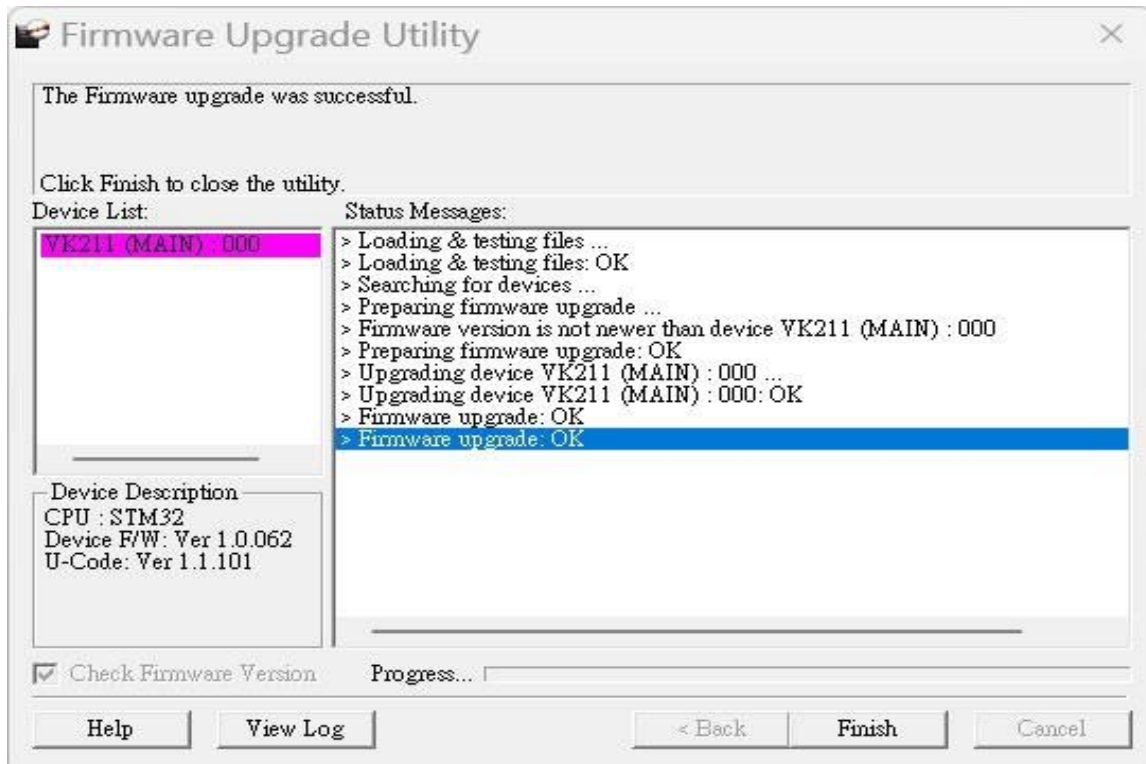 Firmware Upgrade Utility
The Firmware upgrade was successful.
Click Finish to close the utility.
Device List:
VK211 (MAIN) : 000
Status Messages:
> Loading & testing files ...
> Loading & testing files: OK
> Searching for devices ...
> Preparing firmware upgrade ...
> Firmware version is not newer than device VK211 (MAIN) : 000
> Preparing firmware upgrade: OK
> Upgrading device VK211 (MAIN) : 000 ...
> Upgrading device VK211 (MAIN) : 000: OK
> Firmware upgrade: OK
> Firmware upgrade: OK
Device Description
CPU : STM32
Device F/W: Ver 1.0.062
U-Code: Ver 1.1.101
Check Firmware Version
Progress...
Help
View Log
< Back
Finish
Cancel